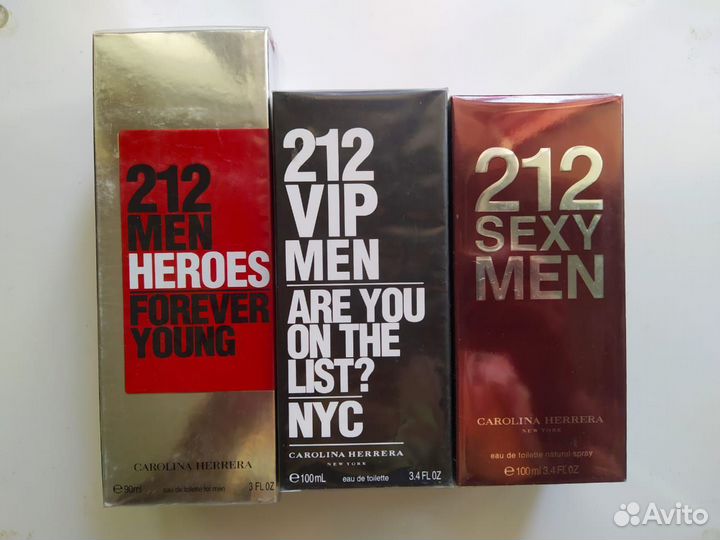 212
MEN
HEROES
FOREVER
YOUNG
CAROLINA HERRERA
℮ 90ml eau de toilette for men 3 FL OZ
212
VIP
MEN
ARE YOU
ON THE
LIST?
NYC
CAROLINA HERRERA
NEW YORK
℮ 100mL eau de toilette 3.4 FL OZ
212
SEXY
MEN
CAROLINA HERRERA
NEW YORK
eau de toilette natural spray
℮ 100 ml 3.4 FL OZ
Avito